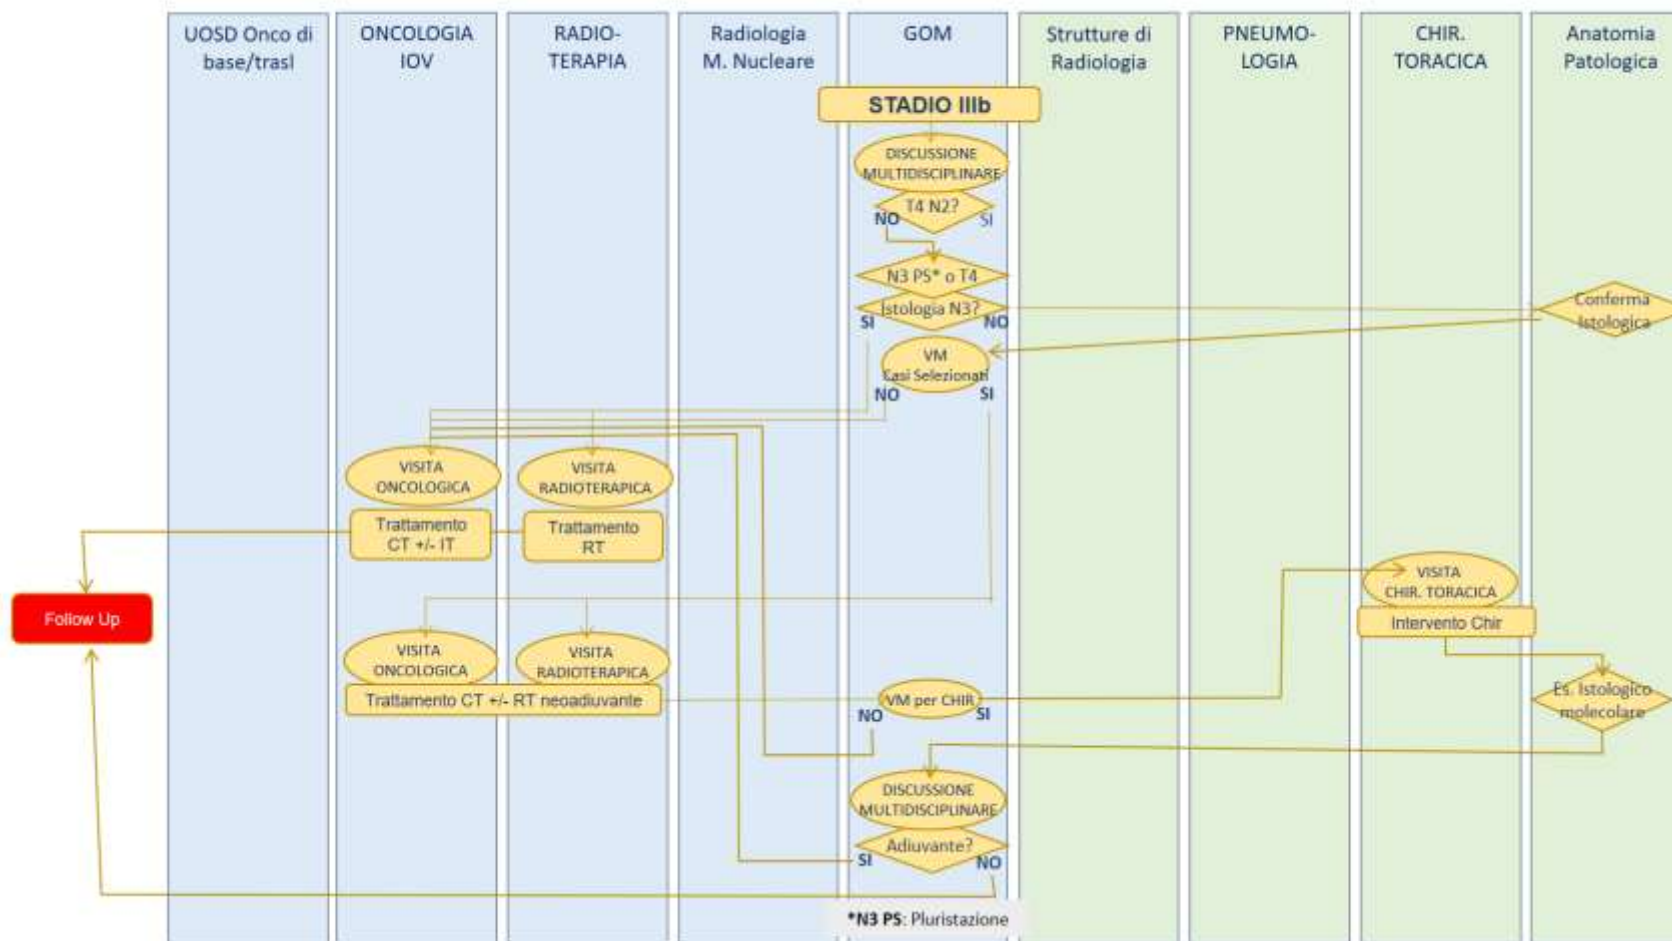 UOSD Onco di
base/trasl
ONCOLOGIA
IOV
RADIO-
TERAPIA
Radiologia
M. Nucleare
GOM
Strutture di
Radiologia
PNEUMO-
LOGIA
CHIR.
TORACICA
Anatomia
Patologica
STADIO IIIb
DISCUSSIONE
MULTIDISCIPLINARE
T4 N2?
NO
SI
N3 PS* o T4
Istologia N3?
SI
NO
Conferma
Istologica
VM
Casi Selezionati
NO
SI
VISITA
ONCOLOGICA
VISITA
RADIOTERAPICA
Trattamento
CT +/- IT
Trattamento
RT
VISITA
CHIR. TORACICA
Intervento Chir
Follow Up
VISITA
ONCOLOGICA
VISITA
RADIOTERAPICA
Trattamento CT +/- RT neoadiuvante
VM per CHIR
NO
SI
Es. Istologico
molecolare
DISCUSSIONE
MULTIDISCIPLINARE
Adiuvante?
SI
NO
*N3 PS: Pluristazione